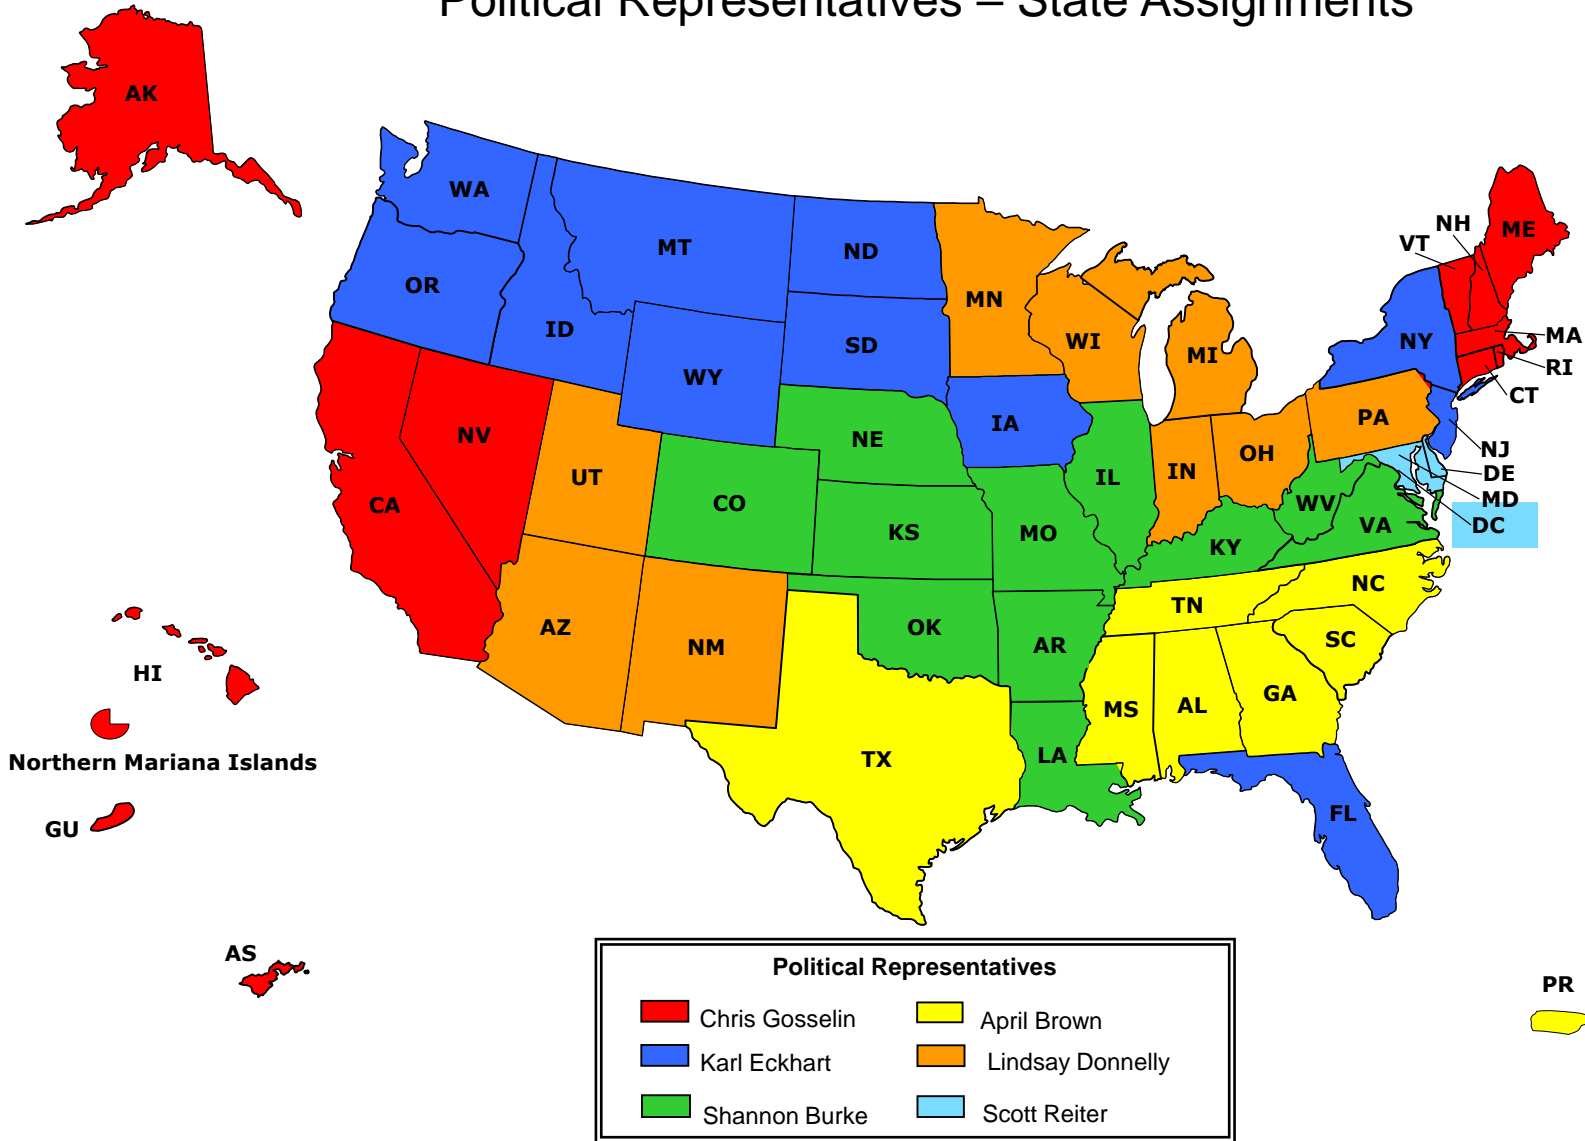 Political Representatives – State Assignments
AK
WA
MT
ND
MN
OR
ID
SD
WI
MI
WY
NH
VT
ME
NY
MA
RI
CT
IA
NE
PA
NJ
DE
MD
DC
NV
UT
CO
IL
IN
OH
CA
KS
MO
WV
VA
KY
AZ
NM
OK
AR
TN
NC
SC
HI
MS
AL
GA
Northern Mariana Islands
TX
LA
GU
FL
AS
PR
Political Representatives
Chris Gosselin
April Brown
Karl Eckhart
Lindsay Donnelly
Shannon Burke
Scott Reiter